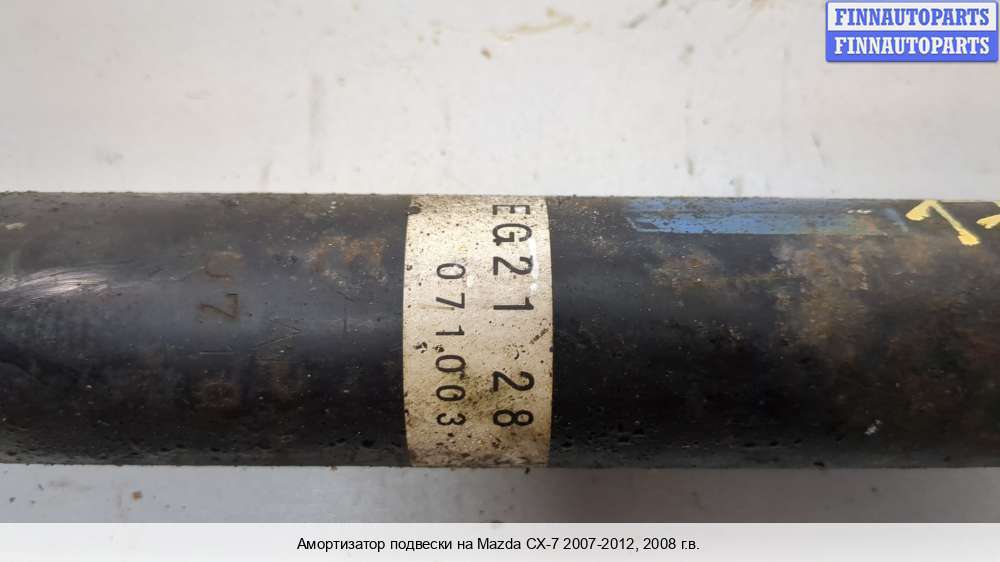 FINNAUTOPARTS
FINNAUTOPARTS
EG21 28
071003
Амортизатор подвески на Mazda CX-7 2007-2012, 2008 г.в.